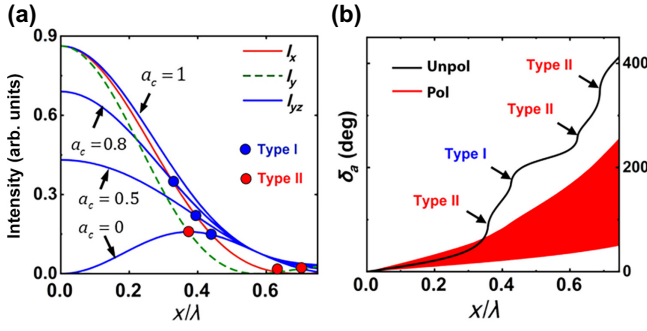 (a)
0.9
0.6
0.3
0.0
Intensity (arb. units)
a_c = 1
a_c = 0.8
a_c = 0.5
a_c = 0
I_x
I_y
I_yz
Type I
Type II
0.0 0.2 0.4 0.6
x/λ
(b)
Unpol
Pol
Type II
Type II
Type I
Type II
δ_a (deg)
400
200
0
0.0 0.2 0.4 0.6
x/λ